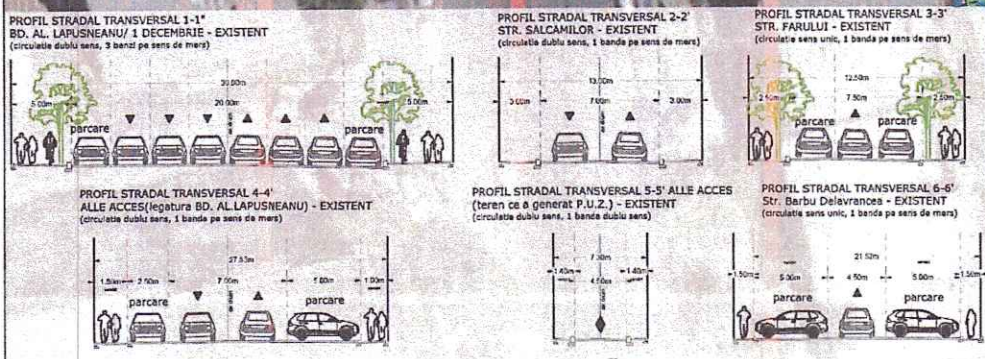 PROFIL STRADAL TRANSVERSAL 1-1"
BD. AL. LAPUSNEANU/ 1 DECEMBRIE - EXISTENT
(circulatie dublu sens, 3 benzi pe sens de mers)
30.00m
5.00m
20.00m
5.00m
parcare
parcare
PROFIL STRADAL TRANSVERSAL 2-2'
STR. SALCAMILOR - EXISTENT
(circulatie dublu sens, 1 banda pe sens de mers)
13.00m
3.00m
7.00m
3.00m
PROFIL STRADAL TRANSVERSAL 3-3'
STR. FARULUI - EXISTENT
(circulatie sens unic, 1 banda pe sens de mers)
12.50m
2.50m
7.50m
2.50m
parcare
parcare
PROFIL STRADAL TRANSVERSAL 4-4'
ALLE ACCES(legatura BD. AL.LAPUSNEANU) - EXISTENT
(circulatie dublu sens, 1 banda pe sens de mers)
1.50m
7.00m
parcare
parcare
PROFIL STRADAL TRANSVERSAL 5-5' ALLE ACCES
(teren ce a generat P.U.Z.) - EXISTENT
(circulatie dublu sens, 1 banda dublu sens)
1.40m
1.40m
PROFIL STRADAL TRANSVERSAL 6-6'
Str. Barbu Delavrancea - EXISTENT
(circulatie sens unic, 1 banda pe sens de mers)
21.52m
1.50m
5.00m
4.50m
5.00m
1.50m
parcare
parcare